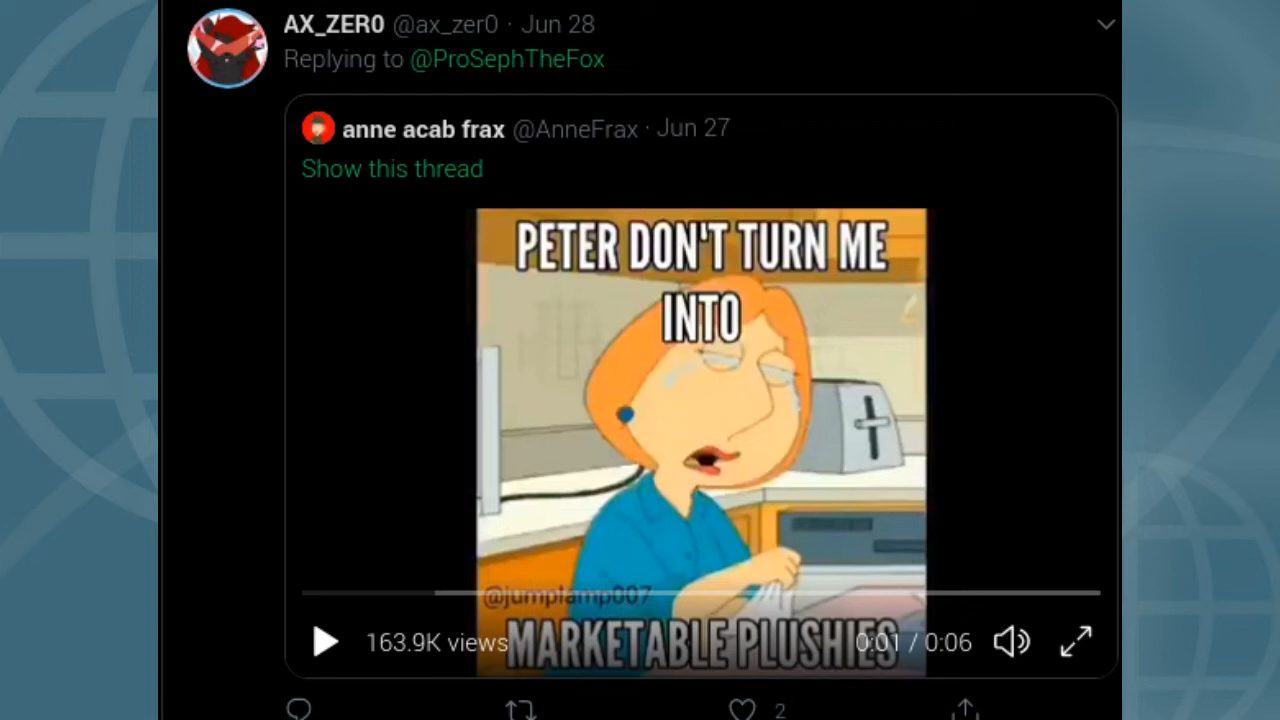 AX_ZER0 @ax_zer0 · Jun 28
Replying to @ProSephTheFox
anne acab frax @AnneFrax · Jun 27
Show this thread
PETER DON'T TURN ME
INTO
@jumplamp007
MARKETABLE PLUSHIES
163.9K views
0:01 / 0:06
2